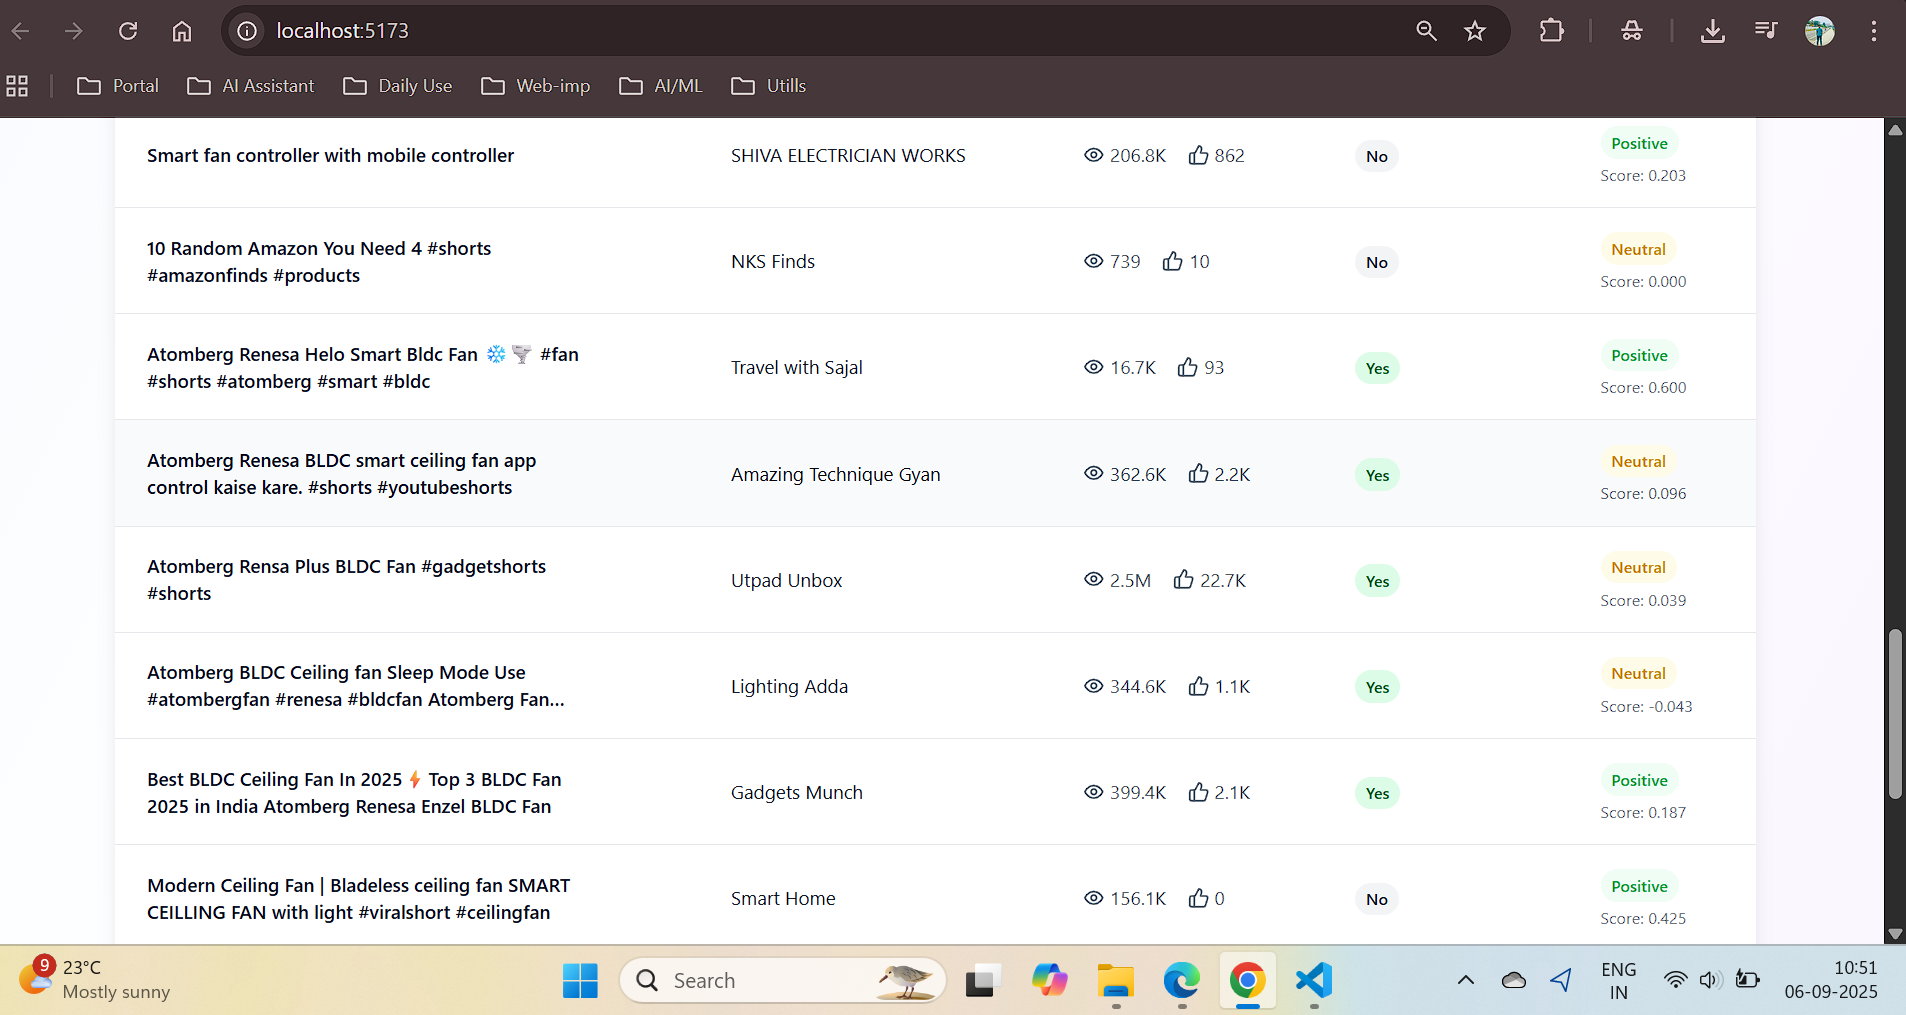 localhost:5173
Portal
AI Assistant
Daily Use
Web-imp
AI/ML
Utills
Smart fan controller with mobile controller
SHIVA ELECTRICIAN WORKS
206.8K
862
No
Positive
Score: 0.203
10 Random Amazon You Need 4 #shorts
#amazonfinds #products
NKS Finds
739
10
No
Neutral
Score: 0.000
Atomberg Renesa Helo Smart Bldc Fan ❄️🌪️ #fan
#shorts #atomberg #smart #bldc
Travel with Sajal
16.7K
93
Yes
Positive
Score: 0.600
Atomberg Renesa BLDC smart ceiling fan app
control kaise kare. #shorts #youtubeshorts
Amazing Technique Gyan
362.6K
2.2K
Yes
Neutral
Score: 0.096
Atomberg Rensa Plus BLDC Fan #gadgetshorts
#shorts
Utpad Unbox
2.5M
22.7K
Yes
Neutral
Score: 0.039
Atomberg BLDC Ceiling fan Sleep Mode Use
#atombergfan #renesa #bldcfan Atomberg Fan...
Lighting Adda
344.6K
1.1K
Yes
Neutral
Score: -0.043
Best BLDC Ceiling Fan In 2025⚡Top 3 BLDC Fan
2025 in India Atomberg Renesa Enzel BLDC Fan
Gadgets Munch
399.4K
2.1K
Yes
Positive
Score: 0.187
Modern Ceiling Fan | Bladeless ceiling fan SMART
CEILLING FAN with light #viralshort #ceilingfan
Smart Home
156.1K
0
No
Positive
Score: 0.425
9
23°C
Mostly sunny
Search
ENG
IN
10:51
06-09-2025